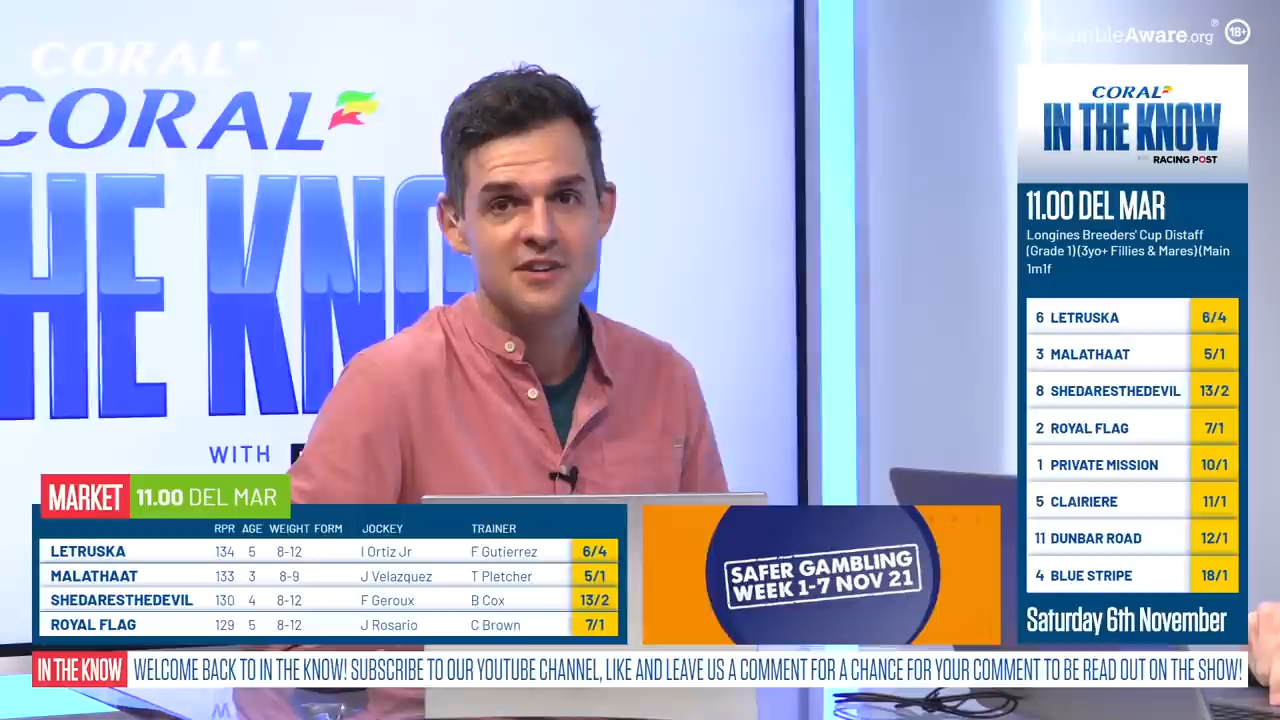 CORAL
CORAL
HE KNO
WITH
bleAware.org® 18+
CORAL
IN THE KNOW
WITH RACING POST
11.00 DEL MAR
Longines Breeders' Cup Distaff
(Grade 1)(3yo+ Fillies & Mares)(Main
1m1f
6 LETRUSKA 6/4
3 MALATHAAT 5/1
8 SHEDARESTHEDEVIL 13/2
2 ROYAL FLAG 7/1
1 PRIVATE MISSION 10/1
5 CLAIRIERE 11/1
11 DUNBAR ROAD 12/1
4 BLUE STRIPE 18/1
Saturday 6th November
MARKET 11.00 DEL MAR
RPR AGE WEIGHT FORM JOCKEY TRAINER
LETRUSKA 134 5 8-12 I Ortiz Jr F Gutierrez 6/4
MALATHAAT 133 3 8-9 J Velazquez T Pletcher 5/1
SHEDARESTHEDEVIL 130 4 8-12 F Geroux B Cox 13/2
ROYAL FLAG 129 5 8-12 J Rosario C Brown 7/1
SAFER GAMBLING
WEEK 1-7 NOV 21
IN THE KNOW WELCOME BACK TO IN THE KNOW! SUBSCRIBE TO OUR YOUTUBE CHANNEL, LIKE AND LEAVE US A COMMENT FOR A CHANCE FOR YOUR COMMENT TO BE READ OUT ON THE SHOW!